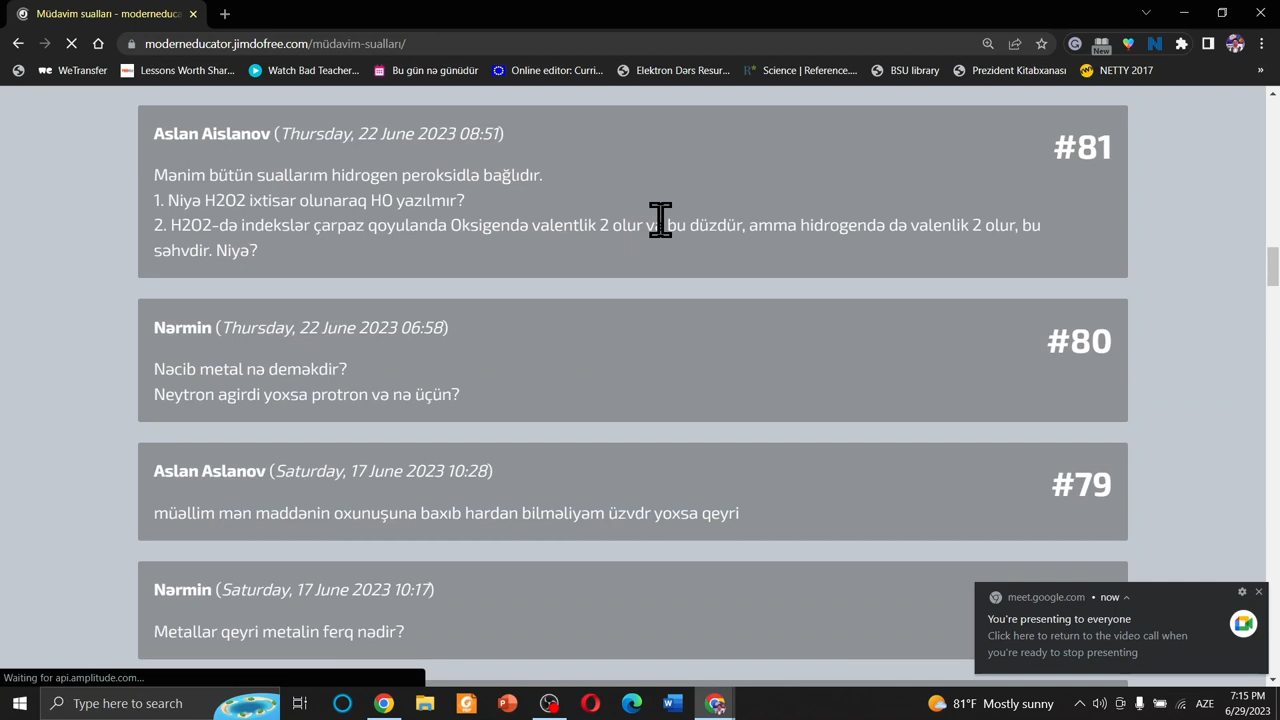 Müdavim sualları - moderneduca
moderneducator.jimdofree.com/müdavim-sualları/
New
WeTransfer
Lessons Worth Shar...
Watch Bad Teacher...
Bu gün nə günüdür
Online editor: Curri...
Elektron Dərs Resur...
Science | Reference....
BSU library
Prezident Kitabxanası
NETTY 2017
»
Aslan Aislanov (Thursday, 22 June 2023 08:51)
#81
Mənim bütün suallarım hidrogen peroksidlə bağlıdır.
1. Niyə H2O2 ixtisar olunaraq HO yazılmır?
2. H2O2-də indekslər çarpaz qoyulanda Oksigendə valentlik 2 olur və bu düzdür, amma hidrogendə də valenlik 2 olur, bu
səhvdir. Niyə?
Nərmin (Thursday, 22 June 2023 06:58)
#80
Nəcib metal nə deməkdir?
Neytron agirdi yoxsa protron və nə üçün?
Aslan Aslanov (Saturday, 17 June 2023 10:28)
#79
müəllim mən maddənin oxunuşuna baxıb hardan bilməliyəm üzvdr yoxsa qeyri
Nərmin (Saturday, 17 June 2023 10:17)
Metallar qeyri metalin ferq nədir?
meet.google.com • now
You're presenting to everyone
Click here to return to the video call when
you're ready to stop presenting
Waiting for api.amplitude.com...
Type here to search
81°F Mostly sunny
AZE
7:15 PM
6/29/2023